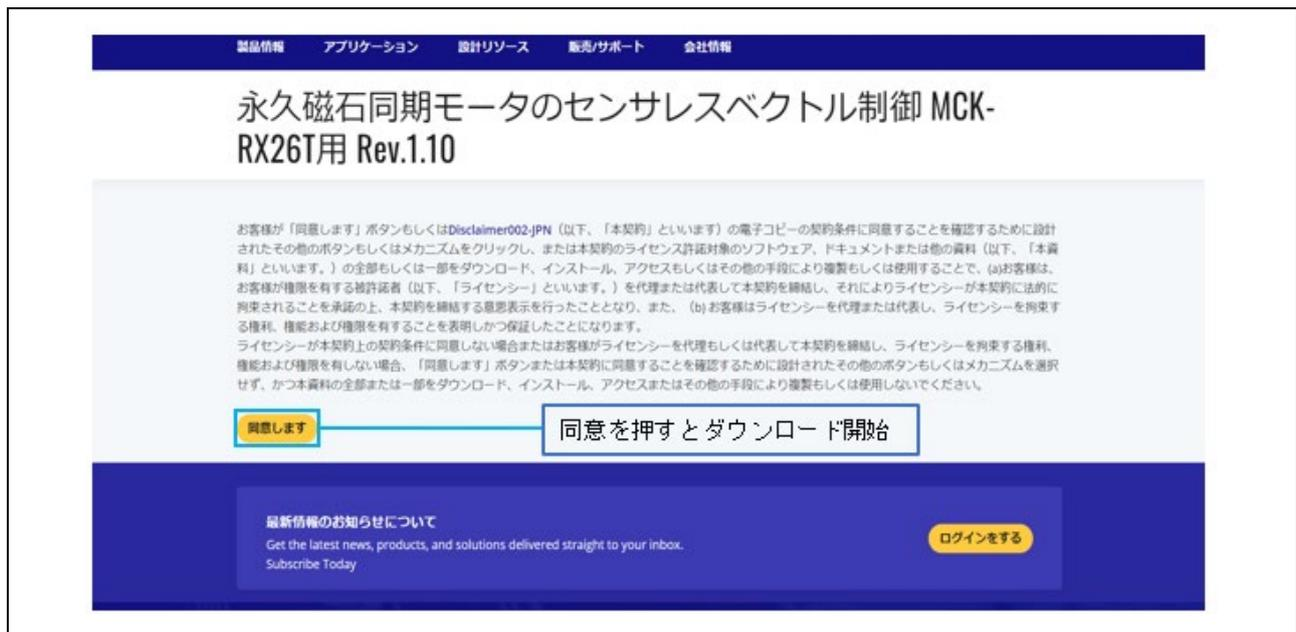 製品情報 アプリケーション 設計リソース 販売/サポート 会社情報
永久磁石同期モータのセンサレスベクトル制御 MCK-
RX26T用 Rev.1.10
お客様が「同意します」ボタンもしくはDisclaimer002-JPN（以下、「本契約」といいます）の電子コピーの契約条件に同意することを確認するために設計
されたその他のボタンもしくはメカニズムをクリックし、または本契約のライセンス許諾対象のソフトウェア、ドキュメントまたは他の資料（以下、「本資
料」といいます。）の全部もしくは一部をダウンロード、インストール、アクセスもしくはその他の手段により複製もしくは使用することで、(a)お客様は、
お客様が権限を有する被許諾者（以下、「ライセンシー」といいます。）を代理または代表して本契約を締結し、それによりライセンシーが本契約に法的に
拘束されることを承諾の上、本契約を締結する意思表示を行ったこととなり、また、（b）お客様はライセンシーを代理または代表し、ライセンシーを拘束す
る権利、権能および権限を有することを表明しかつ保証したことになります。
ライセンシーが本契約上の契約条件に同意しない場合またはお客様がライセンシーを代理もしくは代表して本契約を締結し、ライセンシーを拘束する権利、
権能および権限を有しない場合、「同意します」ボタンまたは本契約に同意することを確認するために設計されたその他のボタンもしくはメカニズムを選択
せず、かつ本資料の全部または一部をダウンロード、インストール、アクセスまたはその他の手段により複製もしくは使用しないでください。
同意します
同意を押すとダウンロード開始
最新情報のお知らせについて
Get the latest news, products, and solutions delivered straight to your inbox.
Subscribe Today
ログインをする